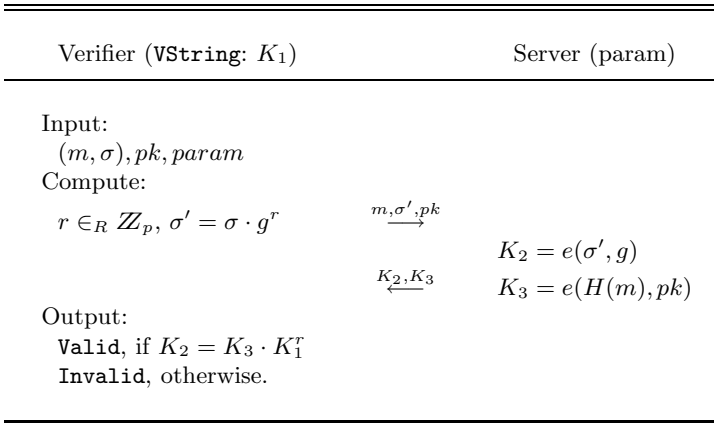 Verifier (VString: K₁) Server (param)
Input:
(m, σ), pk, param
Compute:
r ∈_R ℤ_p, σ′ = σ · g^r m,σ′,pk ⟶
K₂ = e(σ′, g)
K₂,K₃ ⟵ K₃ = e(H(m), pk)
Output:
Valid, if K₂ = K₃ · K₁^r
Invalid, otherwise.